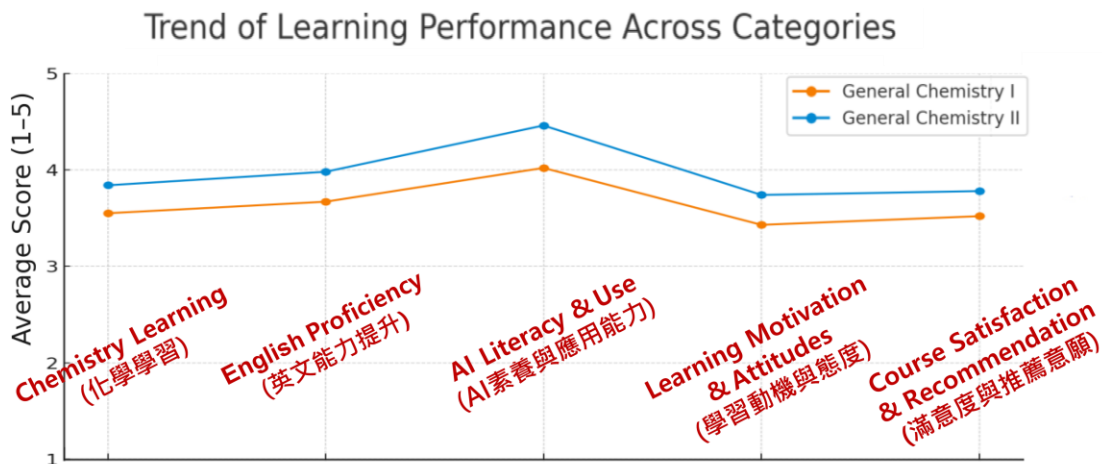 Trend of Learning Performance Across Categories
5
General Chemistry I
General Chemistry II
4
3
2
1
Average Score (1–5)
Chemistry Learning
(化學學習)
English Proficiency
(英文能力提升)
AI Literacy & Use
(AI素養與應用能力)
Learning Motivation
& Attitudes
(學習動機與態度)
Course Satisfaction
& Recommendation
(滿意度與推薦意願)